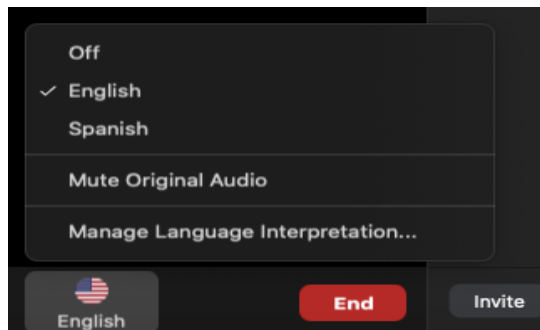 Off
English
Spanish
Mute Original Audio
Manage Language Interpretation...
English
End
Invite